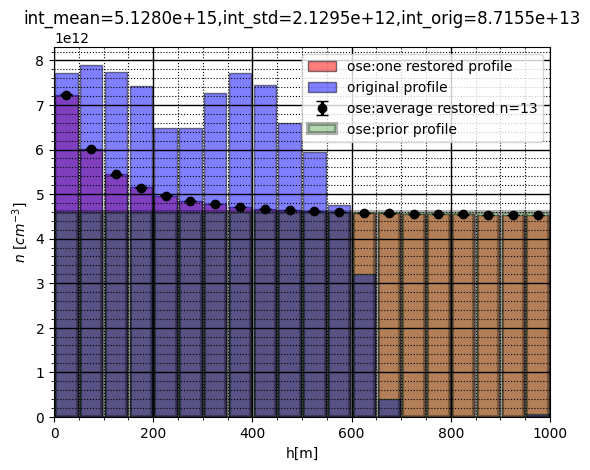 int_mean=5.1280e+15,int_std=2.1295e+12,int_orig=8.7155e+13
1e12
ose:one restored profile
original profile
ose:average restored n=13
ose:prior profile
8
7
6
5
4
3
2
1
0
n [cm⁻³]
0 200 400 600 800 1000
h[m]